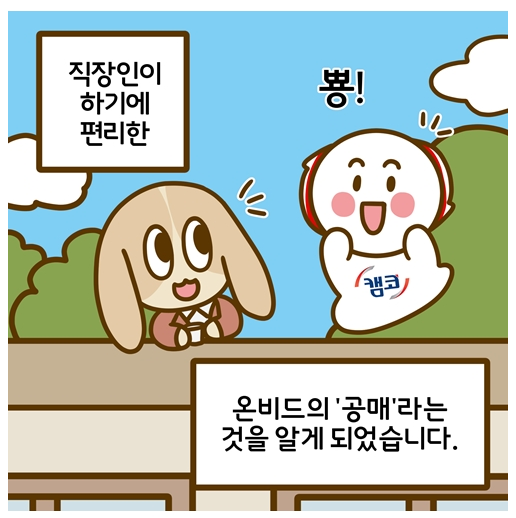 직장인이
하기에
편리한
뿅!
캠코
온비드의 '공매'라는
것을 알게 되었습니다.